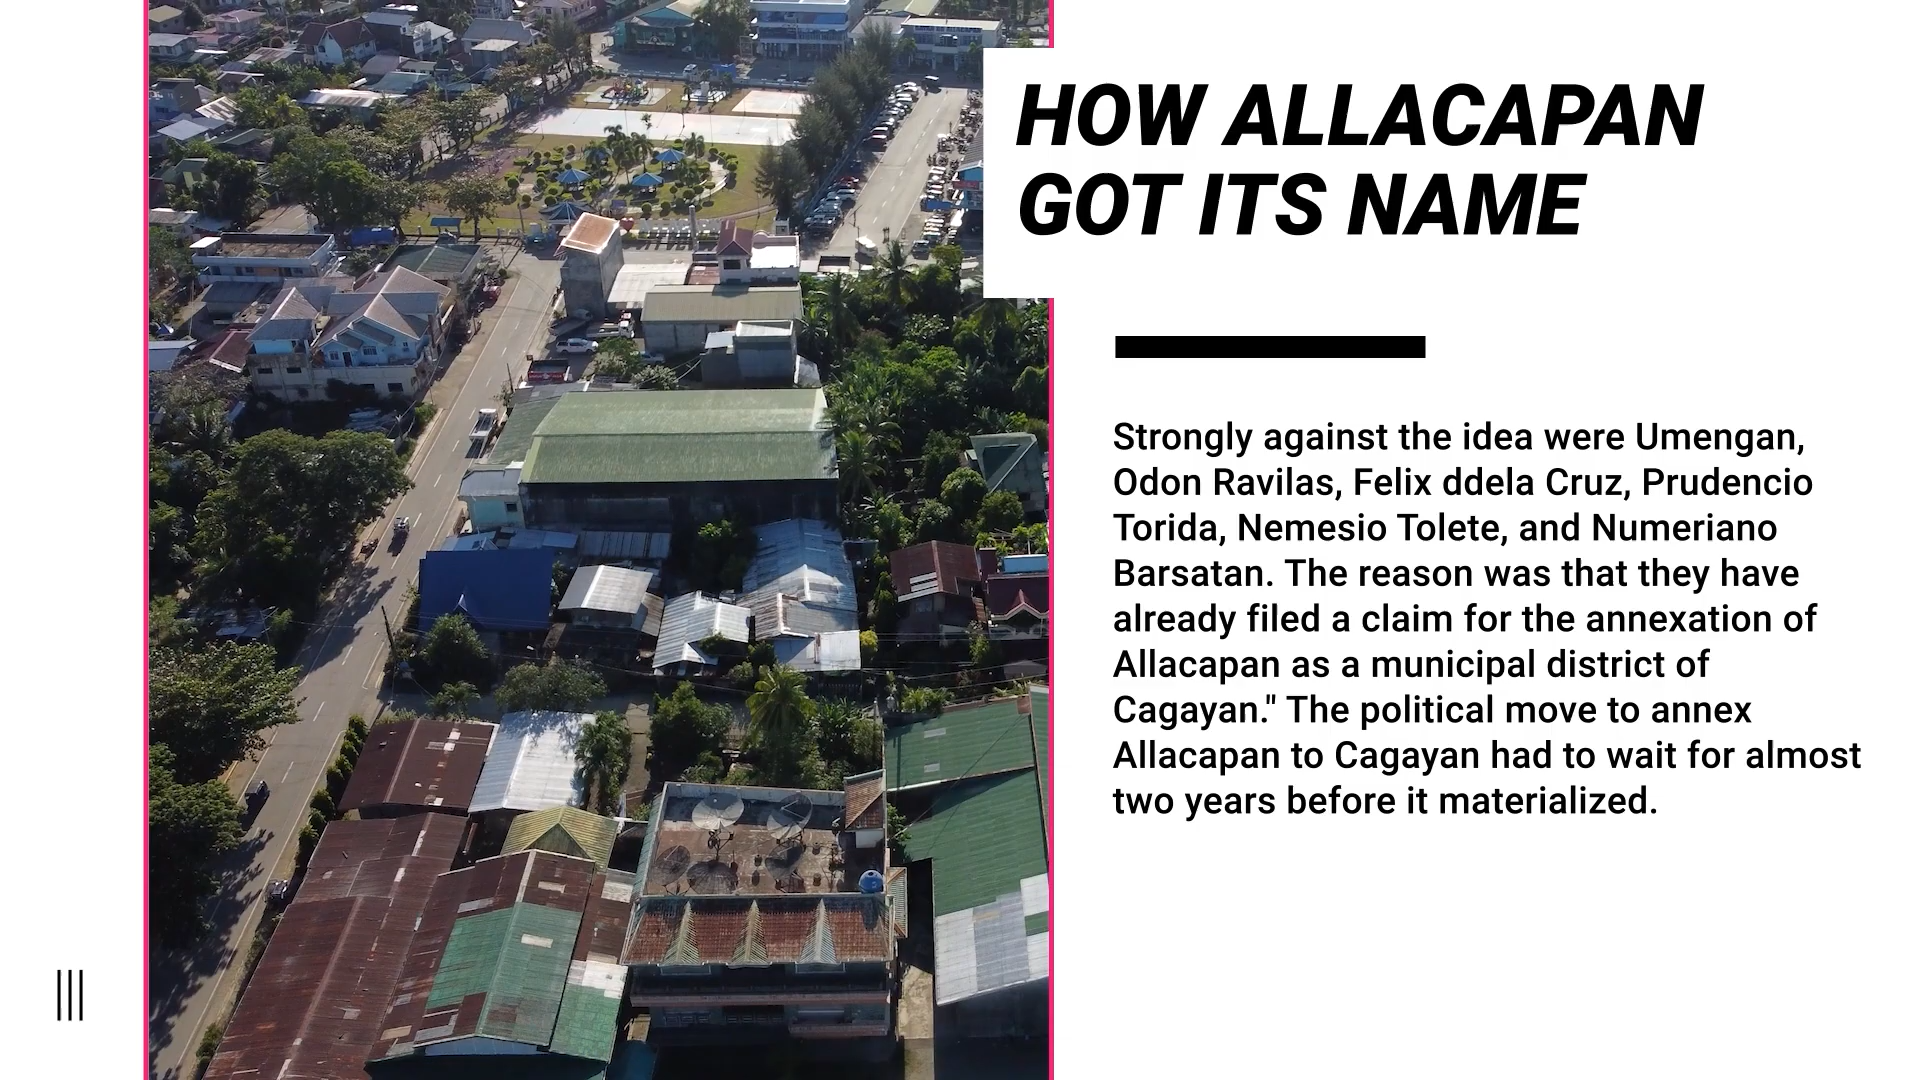 HOW ALLACAPAN
GOT ITS NAME
Strongly against the idea were Umengan,
Odon Ravilas, Felix ddela Cruz, Prudencio
Torida, Nemesio Tolete, and Numeriano
Barsatan. The reason was that they have
already filed a claim for the annexation of
Allacapan as a municipal district of
Cagayan." The political move to annex
Allacapan to Cagayan had to wait for almost
two years before it materialized.